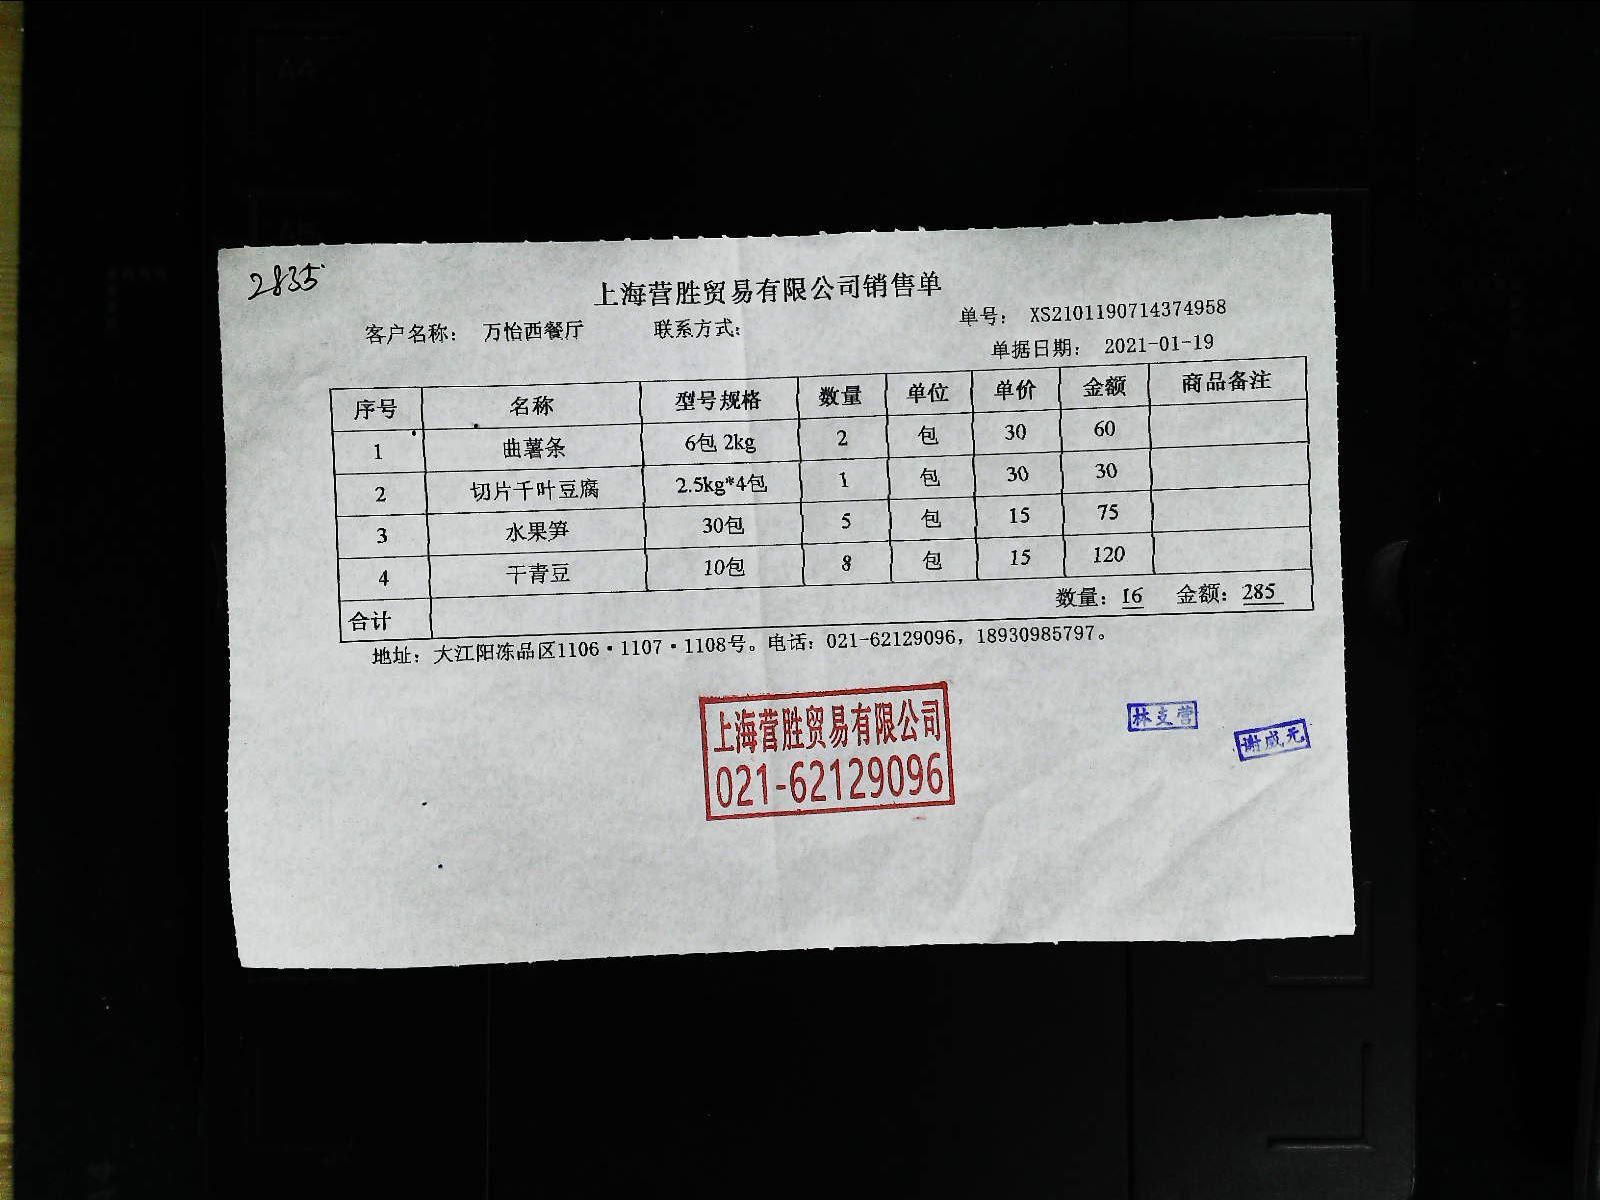 2835
上海营胜贸易有限公司销售单
单号： XS2101190714374958
客户名称： 万怡西餐厅 联系方式：
单据日期： 2021-01-19
序号 名称 型号规格 数量 单位 单价 金额 商品备注
1 曲薯条 6包 2kg 2 包 30 60
2 切片千叶豆腐 2.5kg*4包 1 包 30 30
3 水果笋 30包 5 包 15 75
4 干青豆 10包 8 包 15 120
合计 数量：16 金额：285
地址：大江阳冻品区1106·1107·1108号。电话：021-62129096，18930985797。
上海营胜贸易有限公司
021-62129096
林支营
谢威无